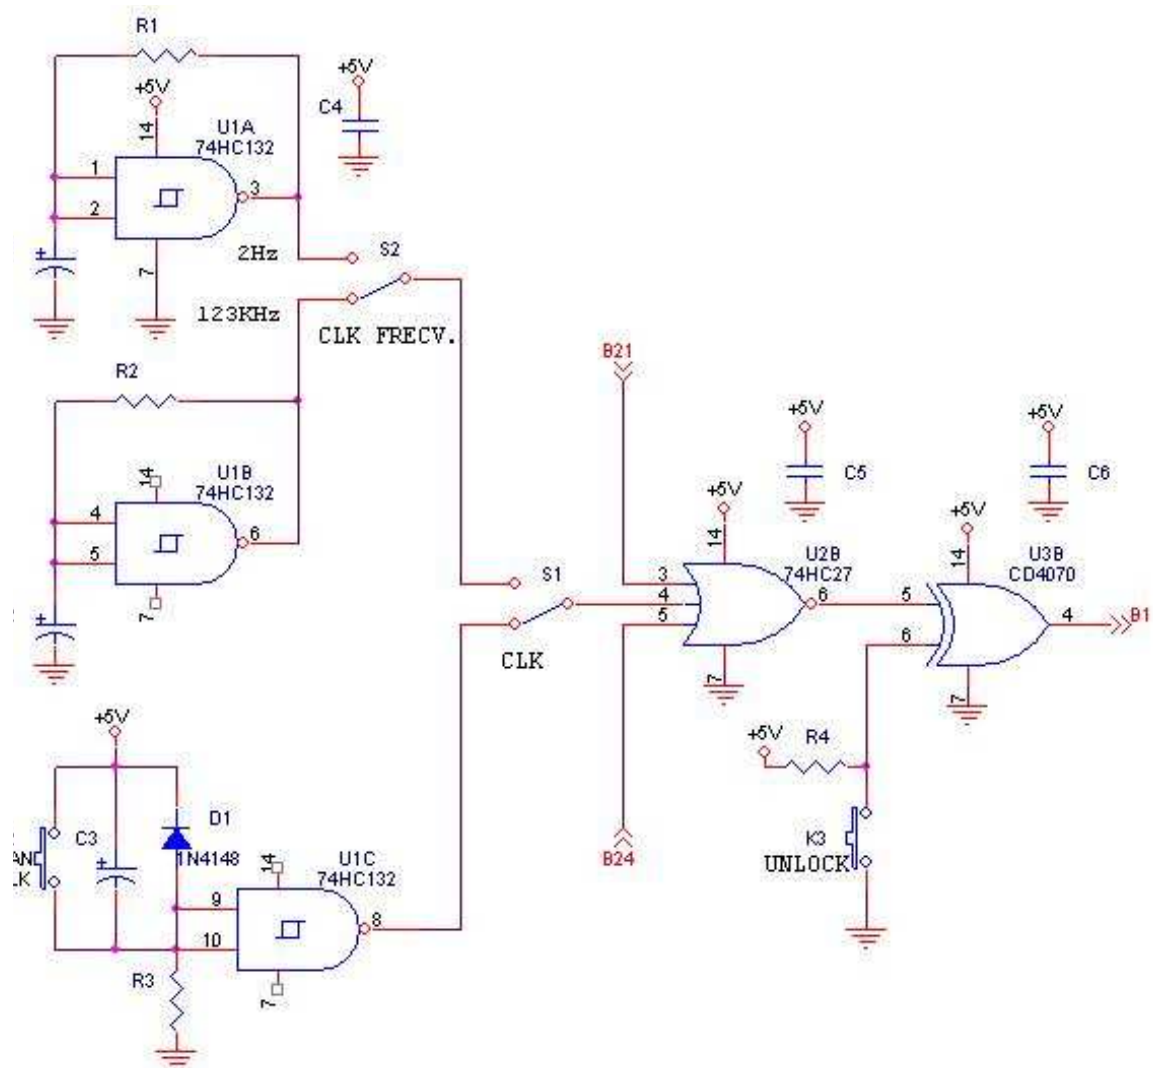 R1
+5V
+5V
C4
14
U1A
74HC132
1
3
2
7
2Hz
S2
123KHz
CLK FRECV.
R2
B21
+5V
+5V
14
U1B
74HC132
C5
C6
+5V
+5V
4
6
5
14
14
7
S1
U2B
74HC27
U3B
CD4070
3
4
6
5
4
B1
5
6
CLK
7
7
+5V
+5V
R4
D1
C3
1N4148
14
U1C
74HC132
B24
K3
UNLOCK
AN
LK
9
8
10
R3
7